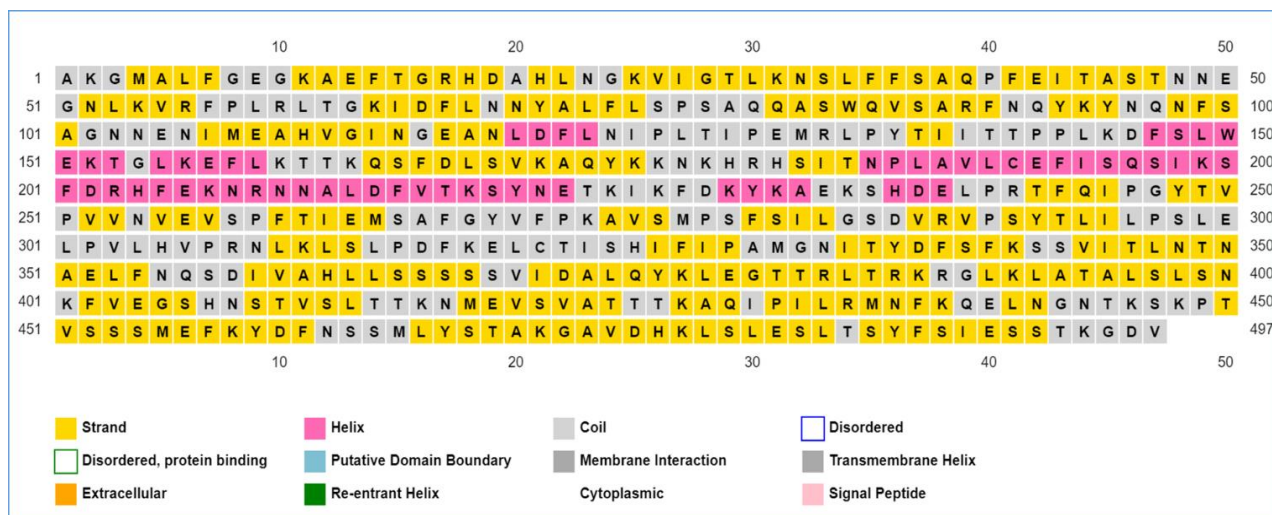 10 20 30 40 50
1 A K G M A L F G E G K A E F T G R H D A H L N G K V I G T L K N S L F F S A Q P F E I T A S T N N E 50
51 G N L K V R F P L R L T G K I D F L N N Y A L F L S P S A Q Q A S W Q V S A R F N Q Y K Y N Q N F S 100
101 A G N N E N I M E A H V G I N G E A N L D F L N I P L T I P E M R L P Y T I I T T P P L K D F S L W 150
151 E K T G L K E F L K T T K Q S F D L S V K A Q Y K K N K H R H S I T N P L A V L C E F I S Q S I K S 200
201 F D R H F E K N R N N A L D F V T K S Y N E T K I K F D K Y K A E K S H D E L P R T F Q I P G Y T V 250
251 P V V N V E V S P F T I E M S A F G Y V F P K A V S M P S F S I L G S D V R V P S Y T L I L P S L E 300
301 L P V L H V P R N L K L S L P D F K E L C T I S H I F I P A M G N I T Y D F S F K S S V I T L N T N 350
351 A E L F N Q S D I V A H L L S S S S S V I D A L Q Y K L E G T T R L T R K R G L K L A T A L S L S N 400
401 K F V E G S H N S T V S L T T K N M E V S V A T T T K A Q I P I L R M N F K Q E L N G N T K S K P T 450
451 V S S S M E F K Y D F N S S M L Y S T A K G A V D H K L S L E S L T S Y F S I E S S T K G D V 497
10 20 30 40 50
Strand Helix Coil Disordered
Disordered, protein binding Putative Domain Boundary Membrane Interaction Transmembrane Helix
Extracellular Re-entrant Helix Cytoplasmic Signal Peptide